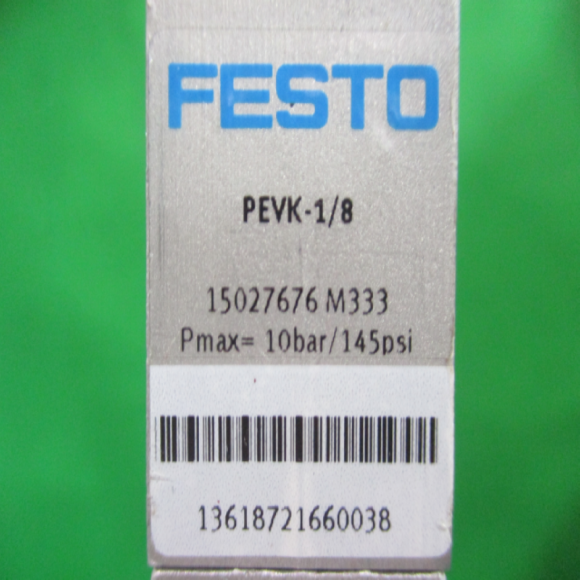 FESTO
PEVK-1/8
15027676 M333
Pmax= 10bar/145psi
13618721660038